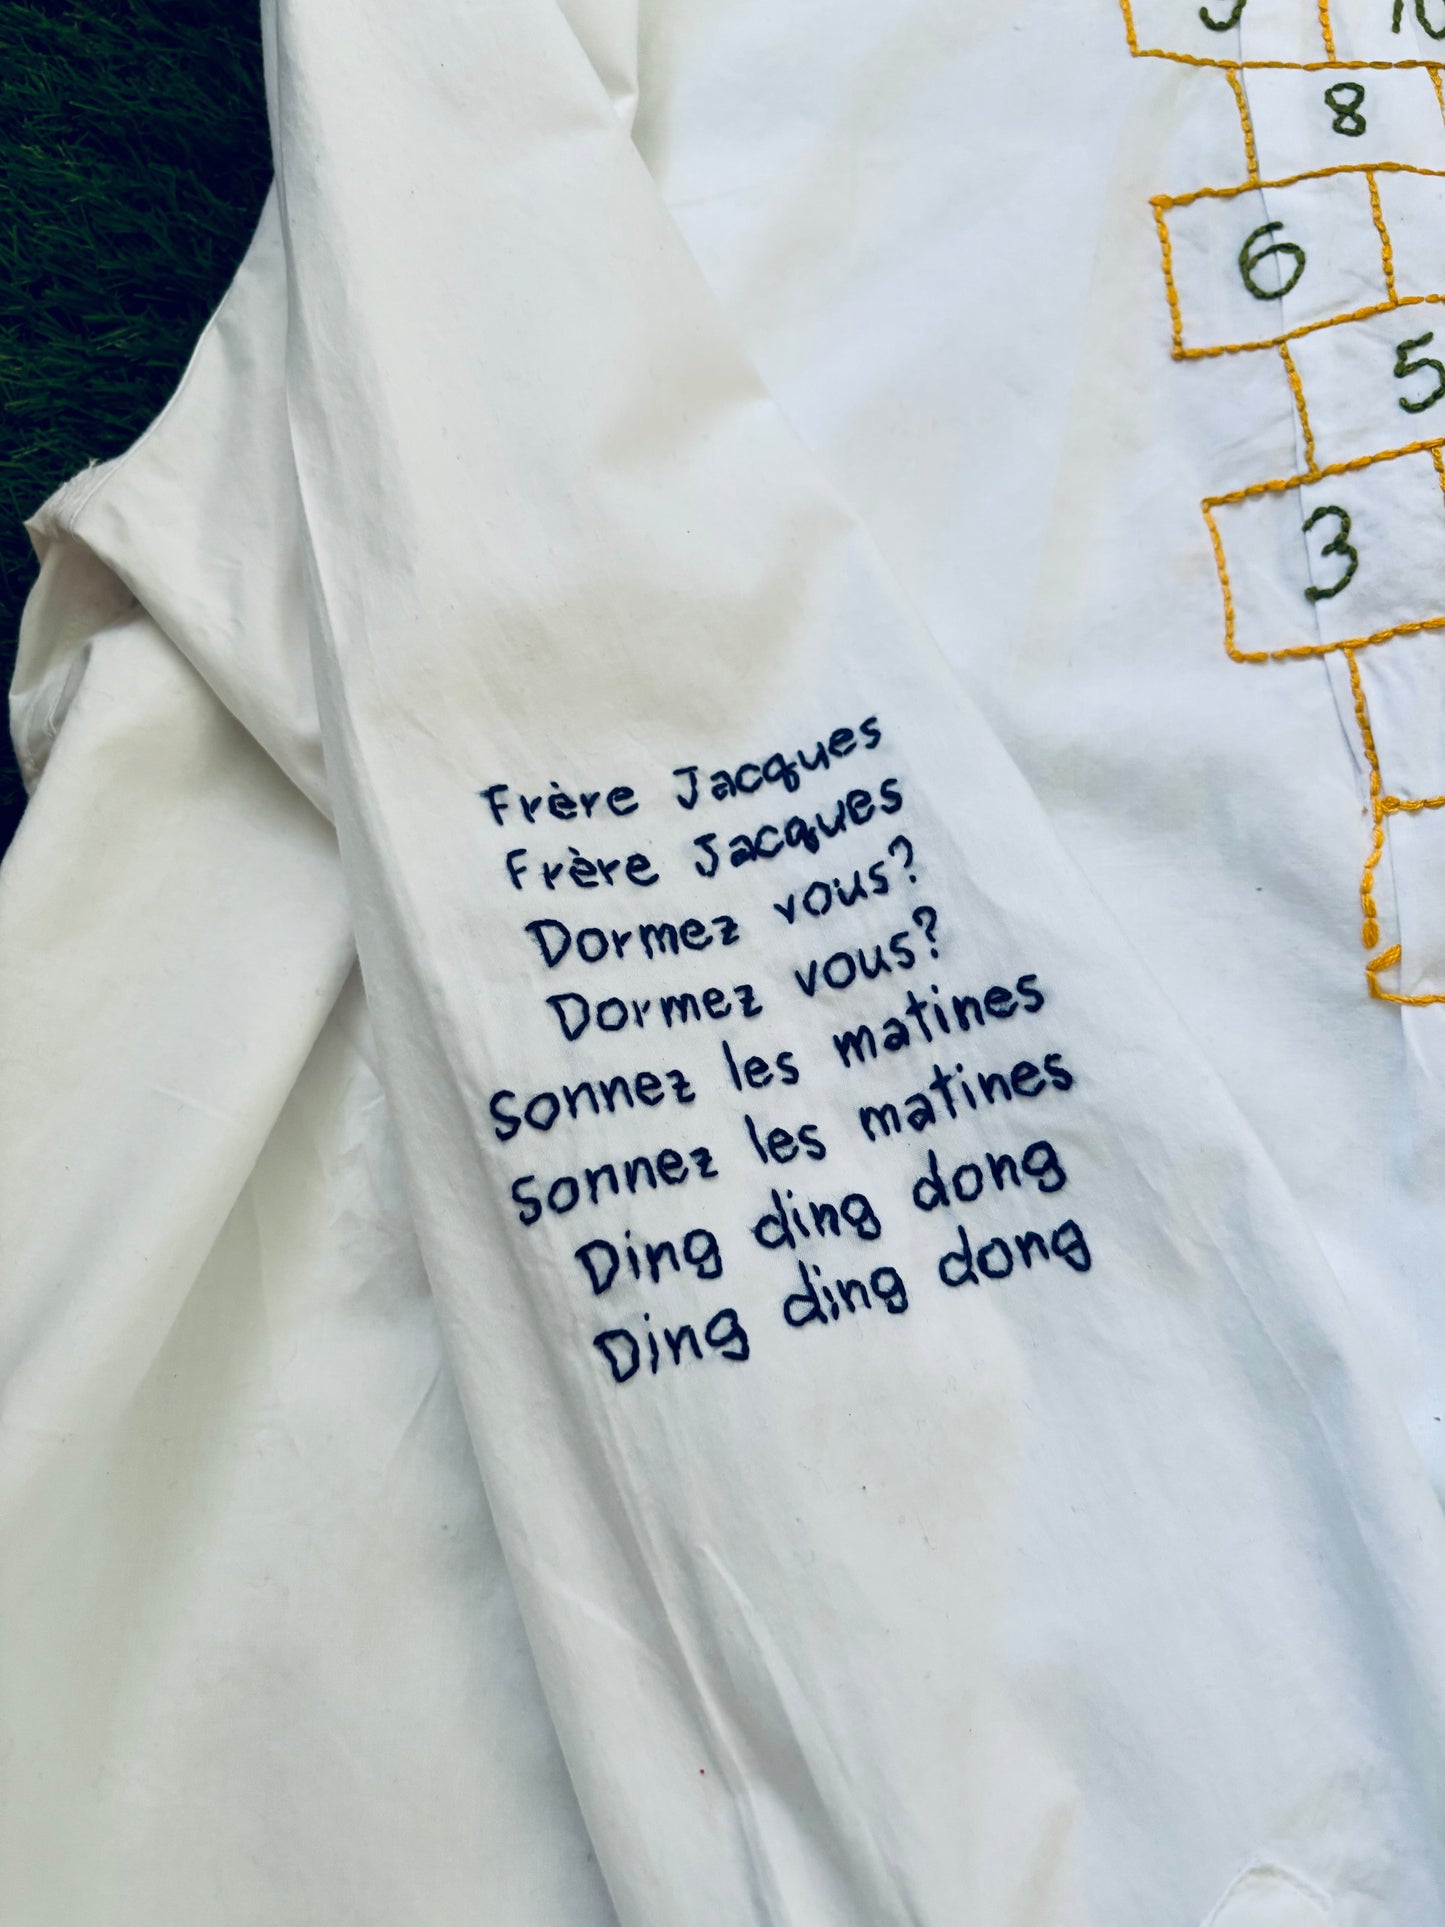 10
8
6
5
3
Frère Jacques
Frère Jacques
Dormez vous?
Dormez vous?
Sonnez les matines
Sonnez les matines
Ding ding dong
Ding ding dong